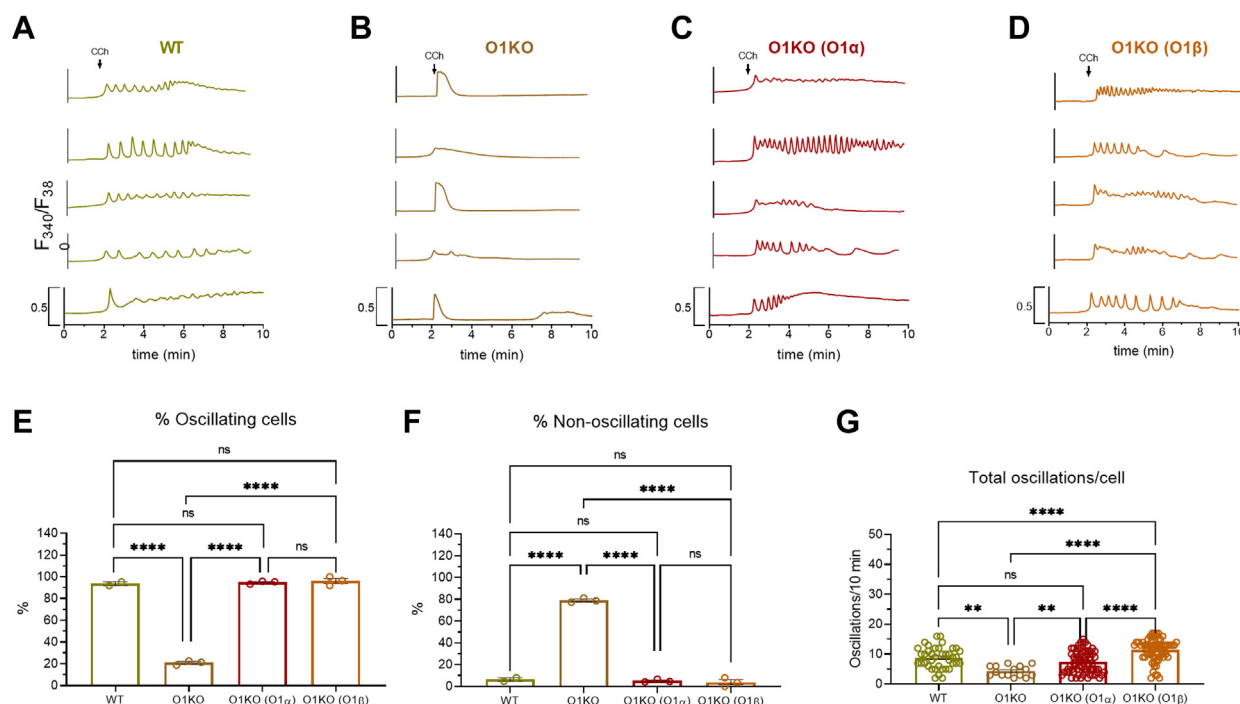 A WT
B O1KO
C O1KO (O1α)
D O1KO (O1β)
CCh
CCh
CCh
CCh
F340/F38
0
0.5
0.5
0.5
0.5
0 2 4 6 8 10
0 2 4 6 8 10
0 2 4 6 8 10
0 2 4 6 8 10
time (min)
time (min)
time (min)
time (min)
E
% Oscillating cells
ns
****
ns
**** **** ns
%
140
120
100
80
60
40
20
0
WT O1KO O1KO (O1α) O1KO (O1β)
F
% Non-oscillating cells
ns
****
ns
**** **** ns
%
140
120
100
80
60
40
20
0
WT O1KO O1KO (O1α) O1KO (O1β)
G
Total oscillations/cell
****
****
ns
** ** ****
Oscillations/10 min
50
40
30
20
10
0
WT O1KO O1KO (O1α) O1KO (O1β)